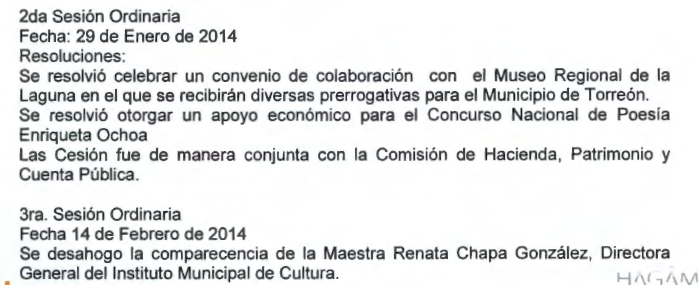 2da Sesión Ordinaria
Fecha: 29 de Enero de 2014
Resoluciones:
Se resolvió celebrar un convenio de colaboración con el Museo Regional de la
Laguna en el que se recibirán diversas prerrogativas para el Municipio de Torreón.
Se resolvió otorgar un apoyo económico para el Concurso Nacional de Poesía
Enriqueta Ochoa
Las Cesión fue de manera conjunta con la Comisión de Hacienda, Patrimonio y
Cuenta Pública.
3ra. Sesión Ordinaria
Fecha 14 de Febrero de 2014
Se desahogo la comparecencia de la Maestra Renata Chapa González, Directora
General del Instituto Municipal de Cultura.
HAGÁM